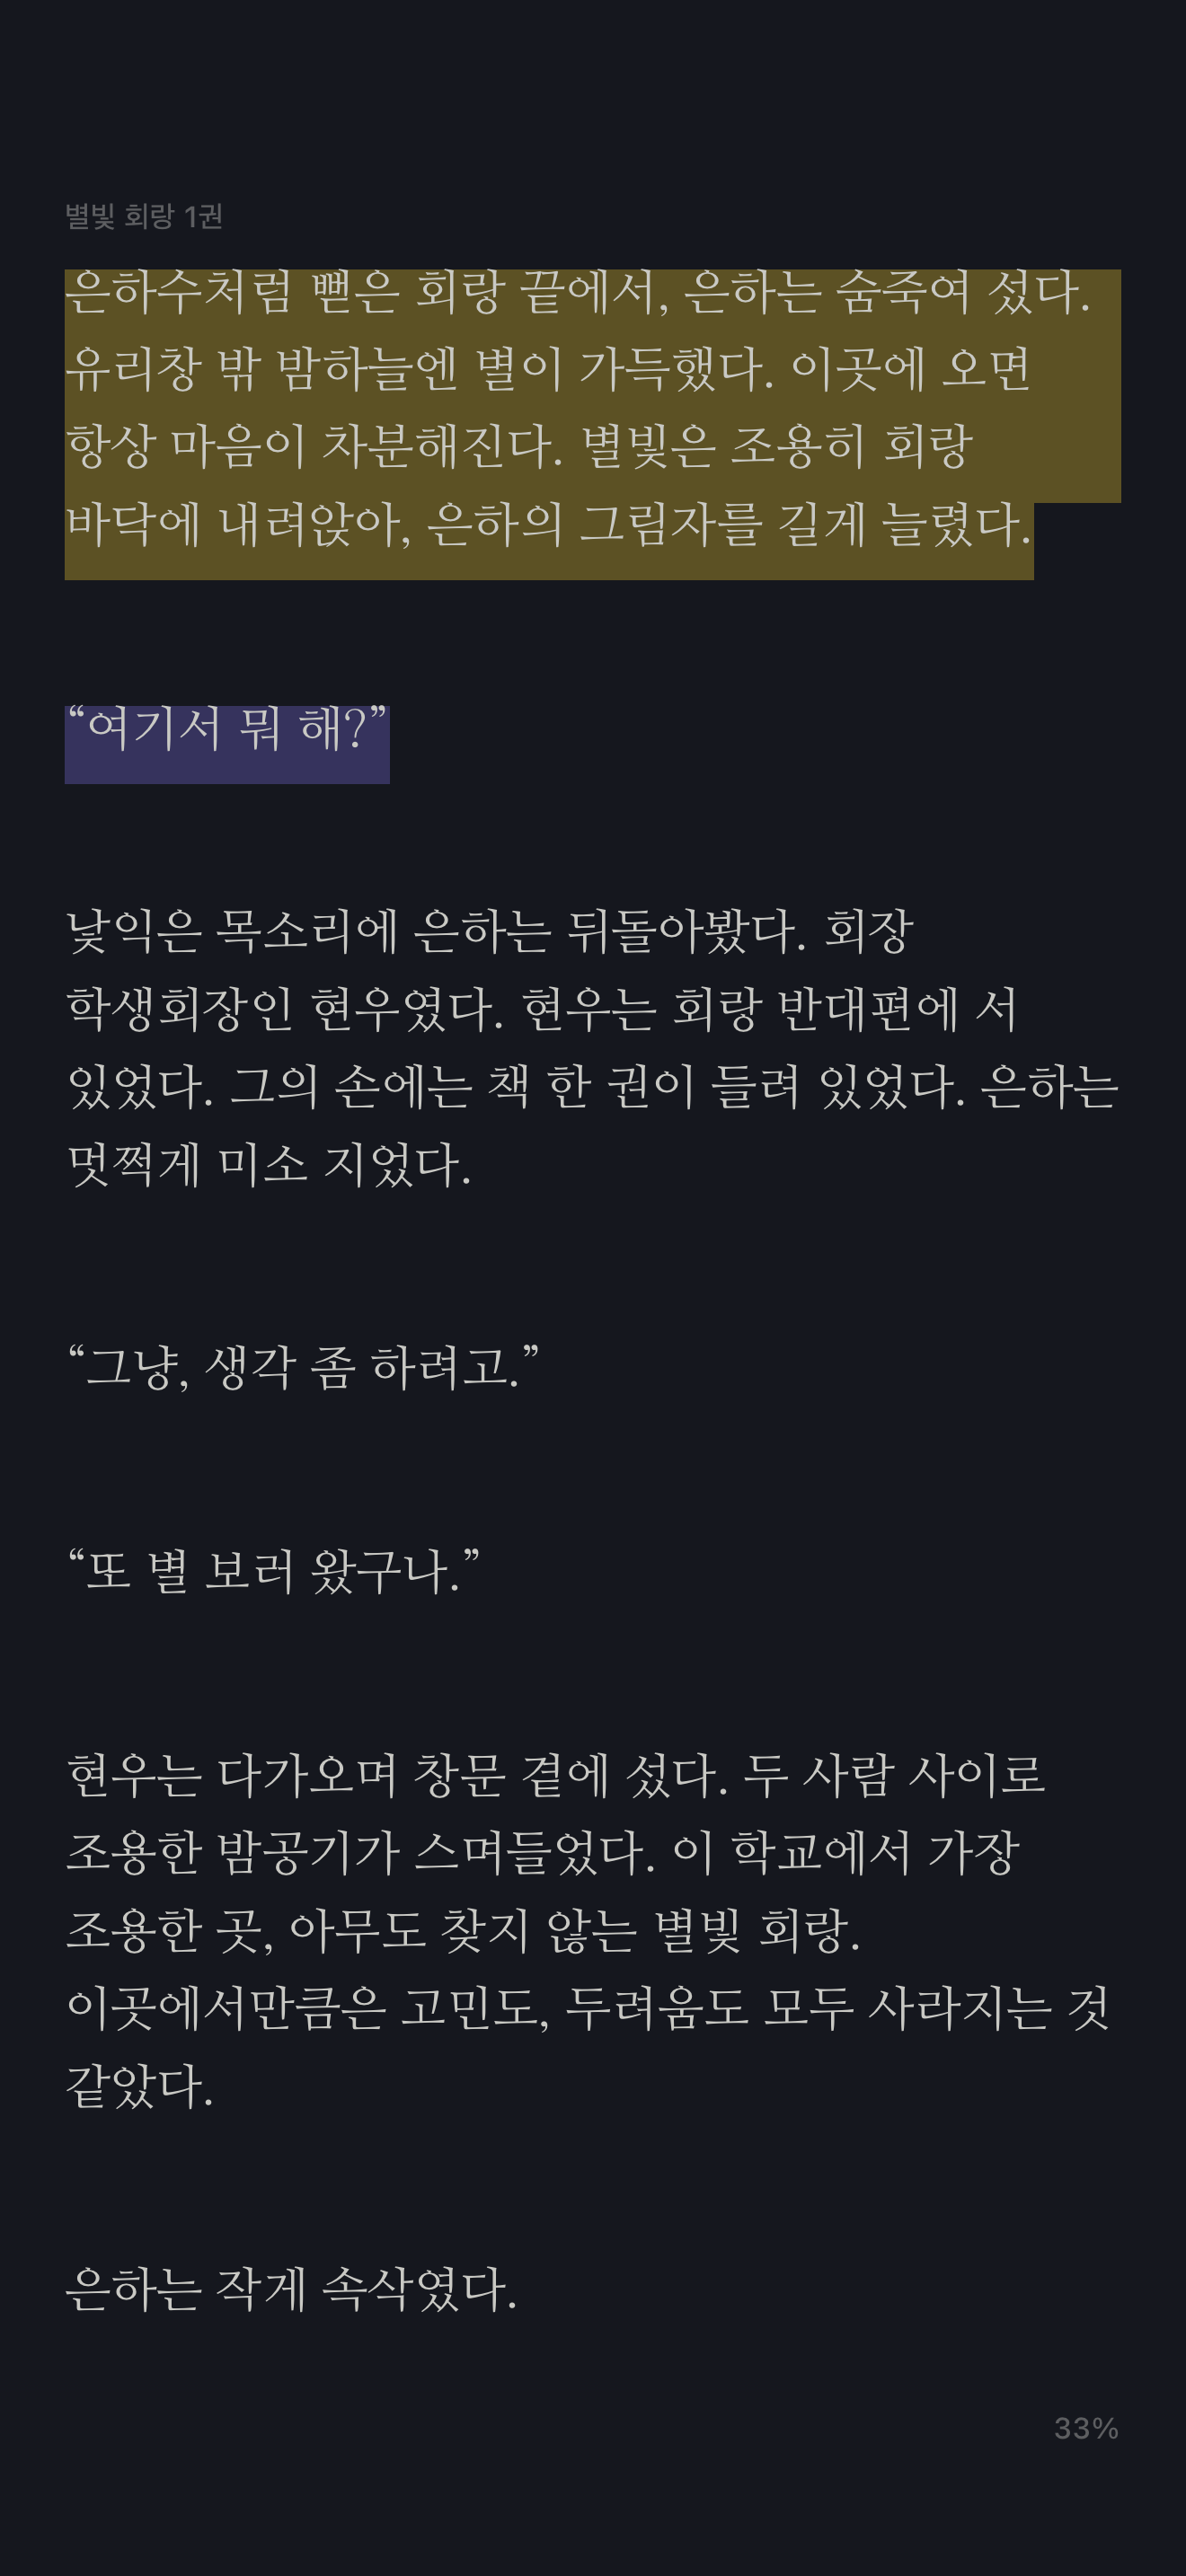 별빛 회랑 1권
은하수처럼 뻗은 회랑 끝에서, 은하는 숨죽여 섰다.
유리창 밖 밤하늘엔 별이 가득했다. 이곳에 오면
항상 마음이 차분해진다. 별빛은 조용히 회랑
바닥에 내려앉아, 은하의 그림자를 길게 늘렸다.
“여기서 뭐 해?”
낯익은 목소리에 은하는 뒤돌아봤다. 회장
학생회장인 현우였다. 현우는 회랑 반대편에 서
있었다. 그의 손에는 책 한 권이 들려 있었다. 은하는
멋쩍게 미소 지었다.
“그냥, 생각 좀 하려고.”
“또 별 보러 왔구나.”
현우는 다가오며 창문 곁에 섰다. 두 사람 사이로
조용한 밤공기가 스며들었다. 이 학교에서 가장
조용한 곳, 아무도 찾지 않는 별빛 회랑.
이곳에서만큼은 고민도, 두려움도 모두 사라지는 것
같았다.
은하는 작게 속삭였다.
33%